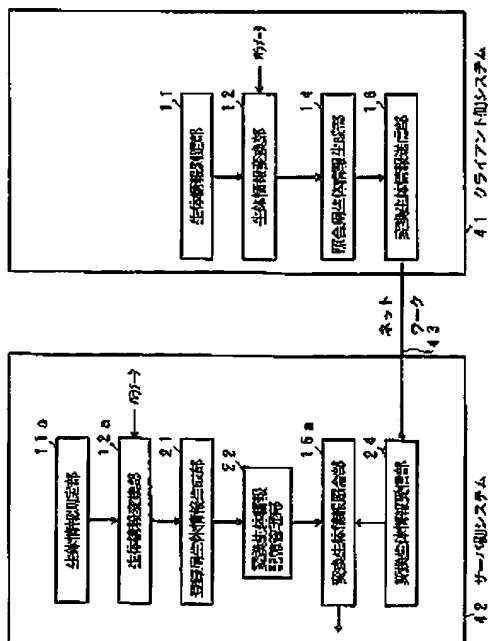 11a
生体情報測定部
12a
生体情報変換部
パラメータ
21
登録用生体情報生成部
22
変換生体情報
記憶管理部
15a
変換生体情報照合部
24
変換生体情報受信部
42 サーバ側システム
ネット
ワーク
43
11
生体情報測定部
12
生体情報変換部
パラメータ
14
照合用生体情報生成部
16
変換生体情報送信部
41 クライアント側システム